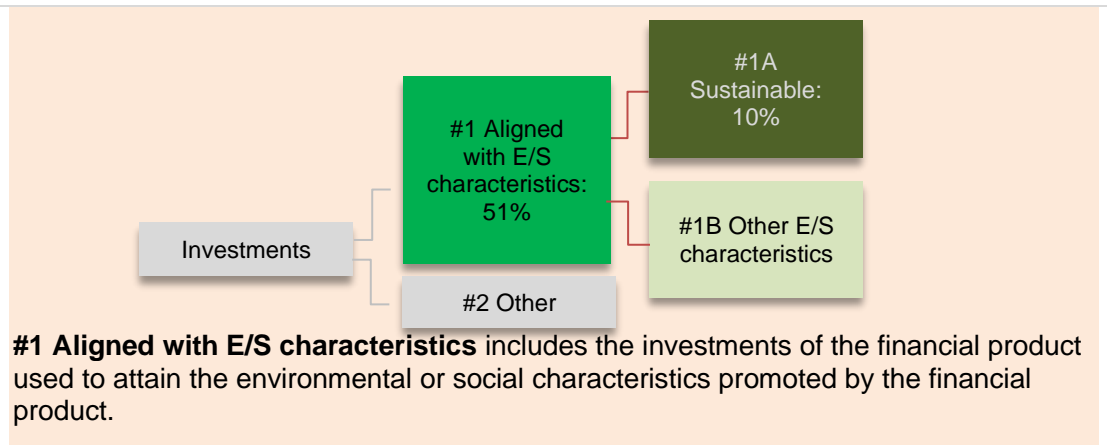 #1A
Sustainable:
10%
#1 Aligned
with E/S
characteristics:
51%
#1B Other E/S
characteristics
Investments
#2 Other
#1 Aligned with E/S characteristics includes the investments of the financial product
used to attain the environmental or social characteristics promoted by the financial
product.